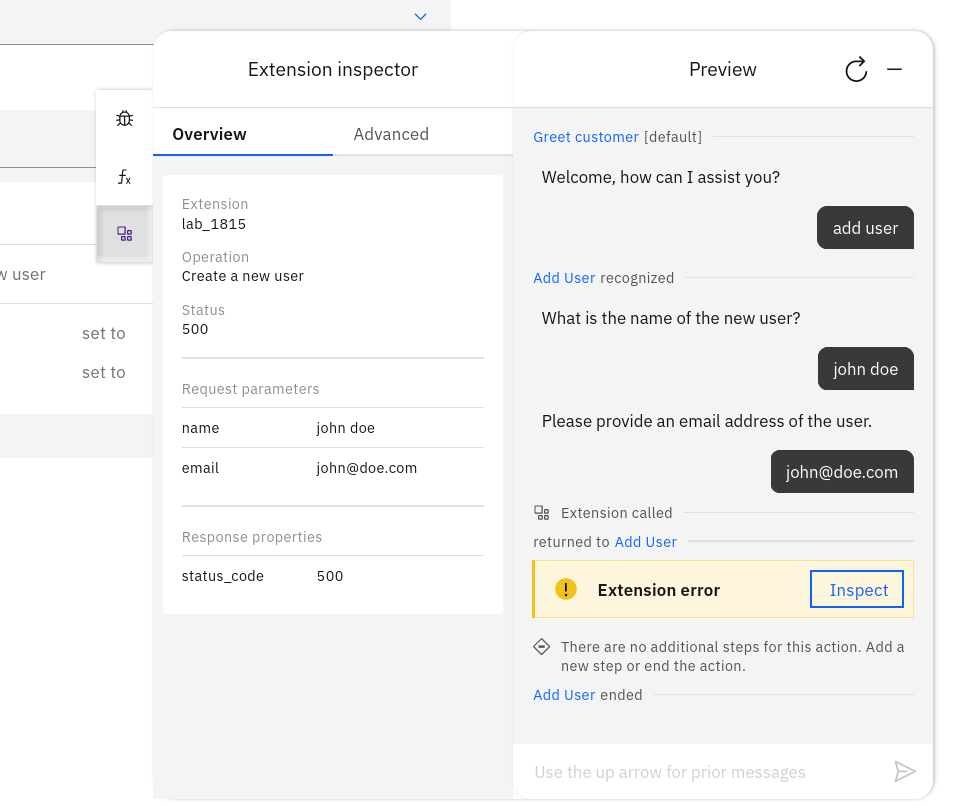 Extension inspector
Overview
Advanced
Extension
lab_1815
Operation
Create a new user
Status
500
Request parameters
name john doe
email john@doe.com
Response properties
status_code 500
Preview
Greet customer [default]
Welcome, how can I assist you?
add user
Add User recognized
What is the name of the new user?
john doe
Please provide an email address of the user.
john@doe.com
Extension called
returned to Add User
Extension error
Inspect
There are no additional steps for this action. Add a
new step or end the action.
Add User ended
Use the up arrow for prior messages
fx
user
set to
set to